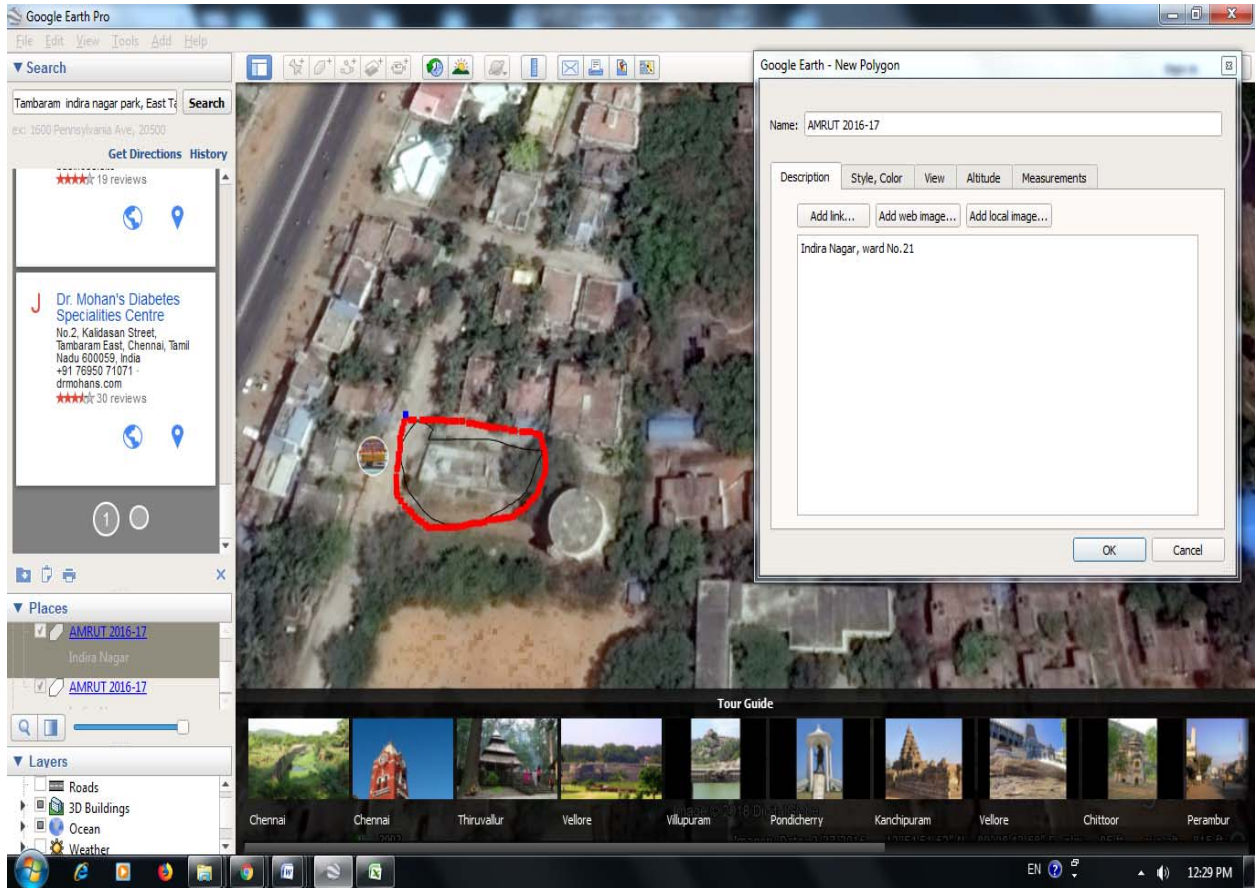 Google Earth Pro
File Edit View Tools Add Help
▼ Search
Tambaram indira nagar park, East Ta
Search
ex: 1600 Pennsylvania Ave, 20500
Get Directions History
19 reviews
J
Dr. Mohan's Diabetes
Specialities Centre
No.2, Kalidasan Street,
Tambaram East, Chennai, Tamil
Nadu 600059, India
+91 76950 71071 ·
drmohans.com
30 reviews
1
▼ Places
AMRUT 2016-17
Indira Nagar
AMRUT 2016-17
▼ Layers
Roads
3D Buildings
Ocean
Weather
Google Earth - New Polygon
Name: AMRUT 2016-17
Description Style, Color View Altitude Measurements
Add link... Add web image... Add local image...
Indira Nagar, ward No.21
OK Cancel
Tour Guide
Chennai Chennai Thiruvallur Vellore Villupuram Pondicherry Kanchipuram Vellore Chittoor Perambur
EN
12:29 PM